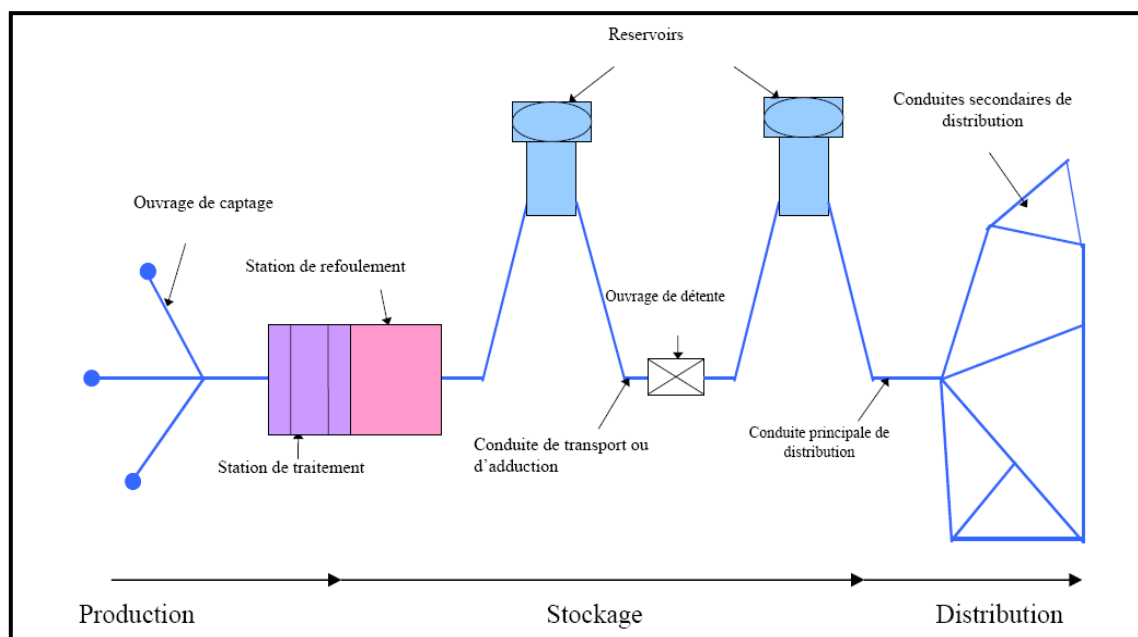 Reservoirs
Conduites secondaires de
distribution
Ouvrage de captage
Station de refoulement
Ouvrage de détente
Station de traitement
Conduite de transport ou
d’adduction
Conduite principale de
distribution
Production
Stockage
Distribution